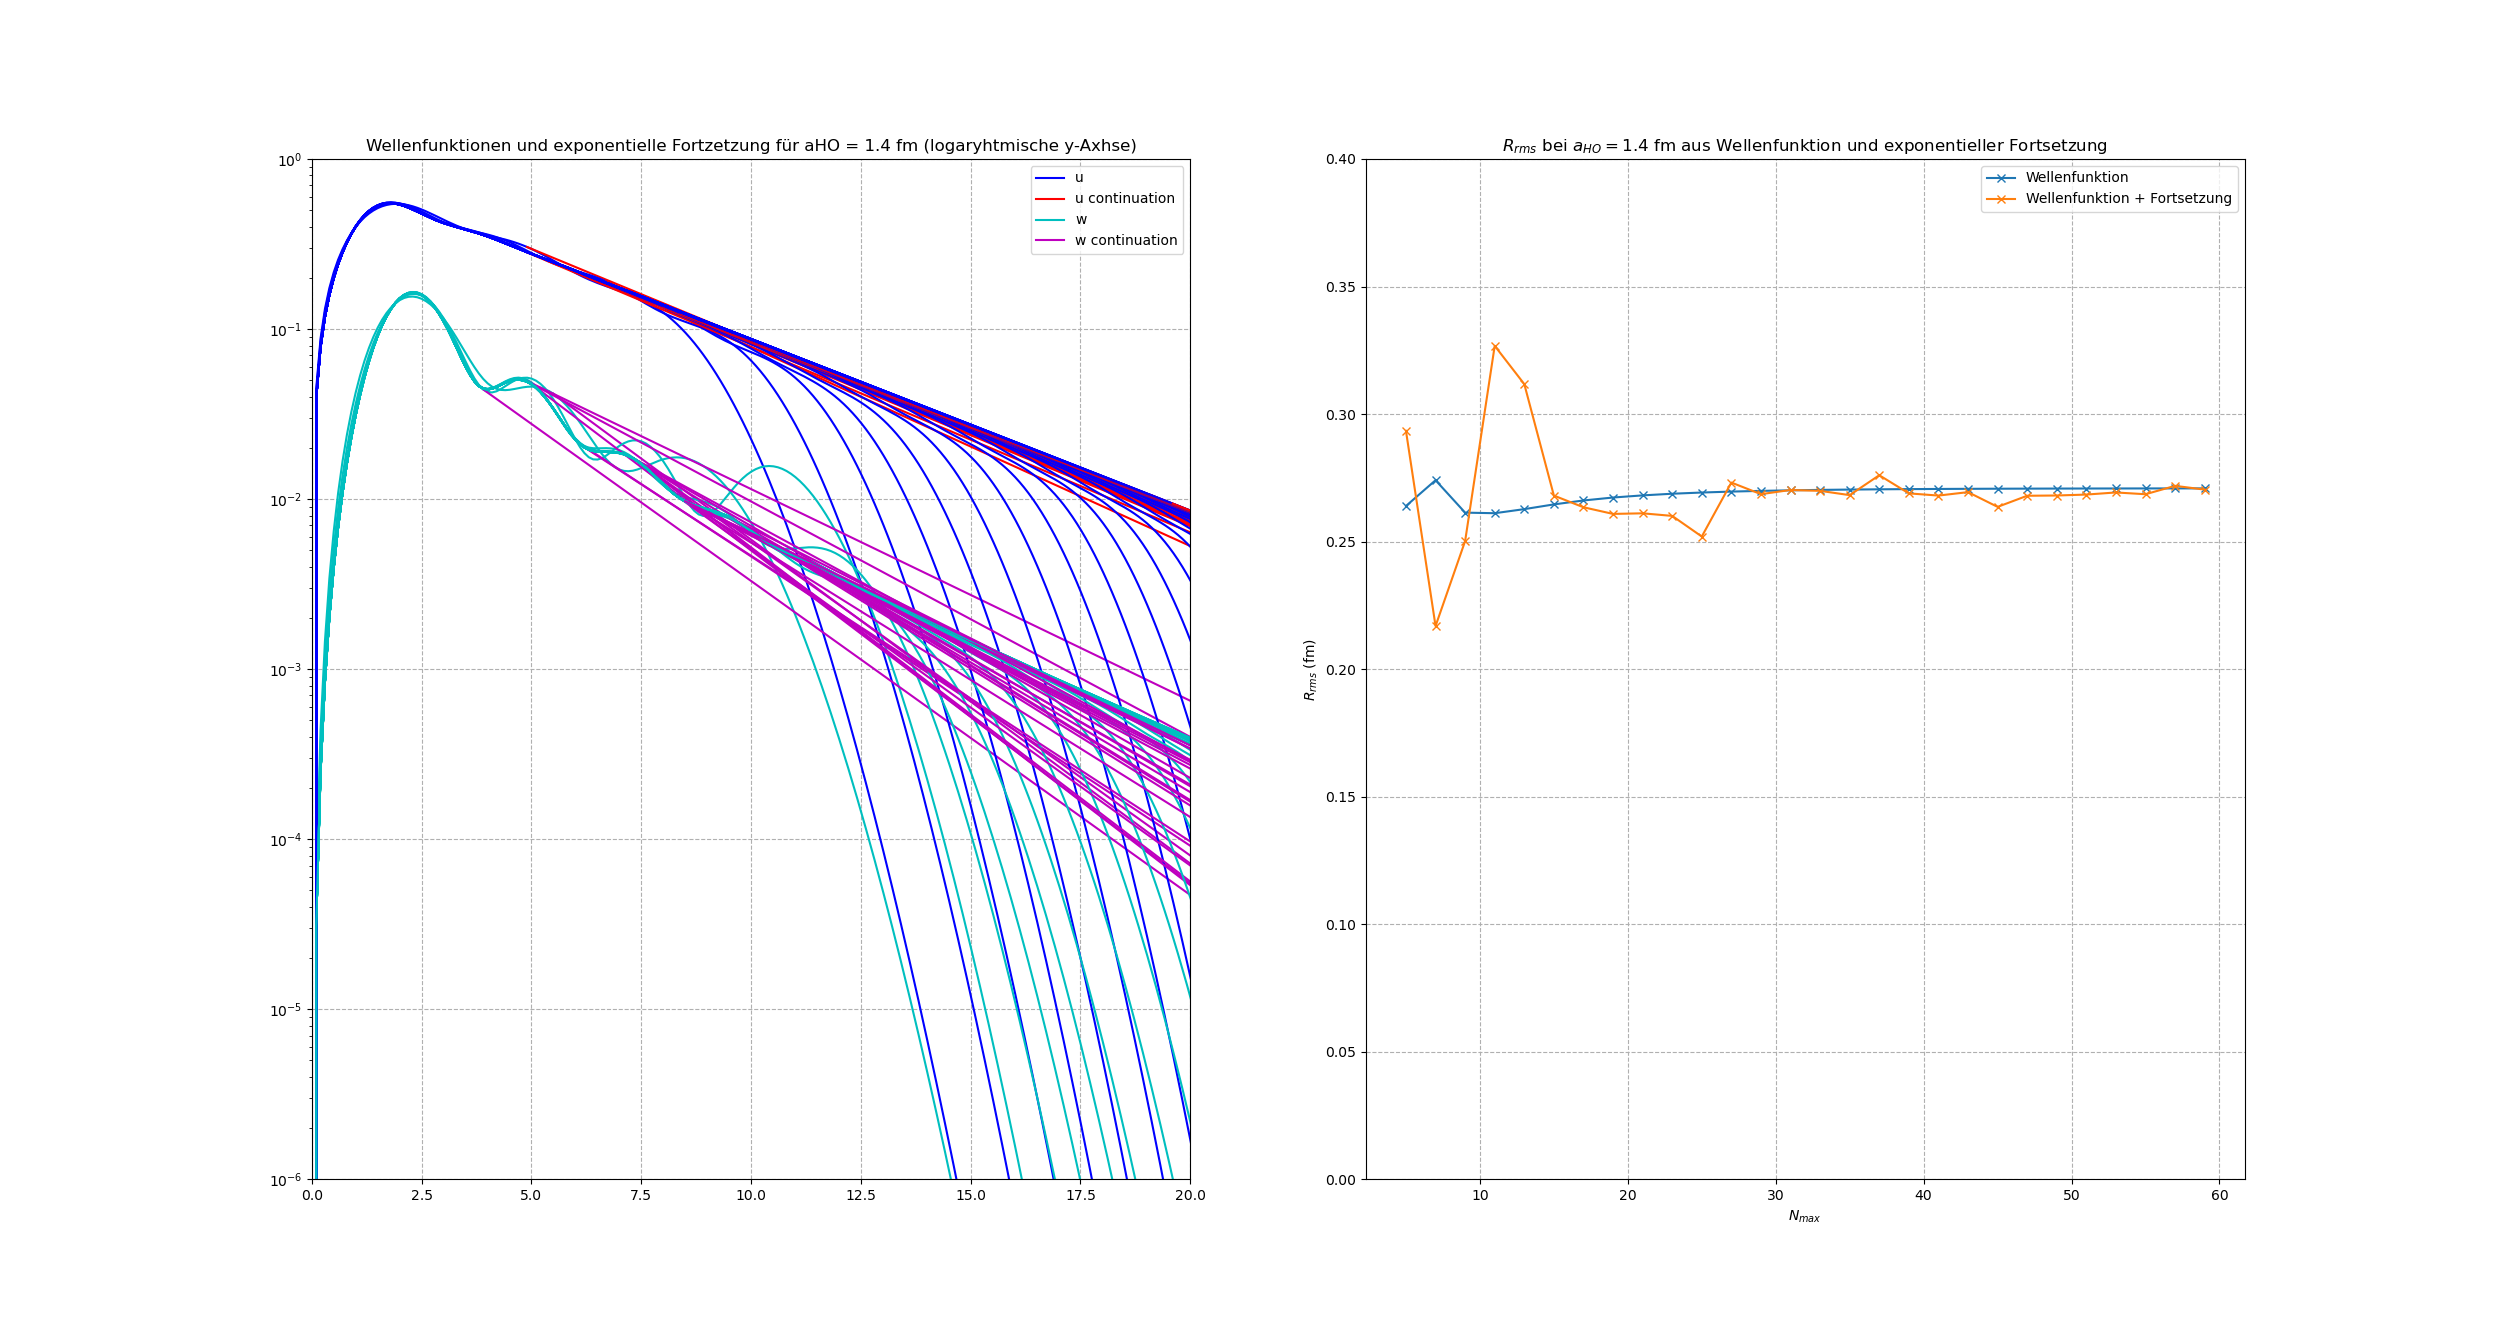 Wellenfunktionen und exponentielle Fortzetzung für aHO = 1.4 fm (logaryhtmische y-Axhse)
10⁰
10⁻¹
10⁻²
10⁻³
10⁻⁴
10⁻⁵
10⁻⁶
u
u continuation
w
w continuation
0.0 2.5 5.0 7.5 10.0 12.5 15.0 17.5 20.0
R_rms bei a_HO = 1.4 fm aus Wellenfunktion und exponentieller Fortsetzung
0.40
0.35
0.30
0.25
0.20
0.15
0.10
0.05
0.00
R_rms (fm)
Wellenfunktion
Wellenfunktion + Fortsetzung
10 20 30 40 50 60
N_max